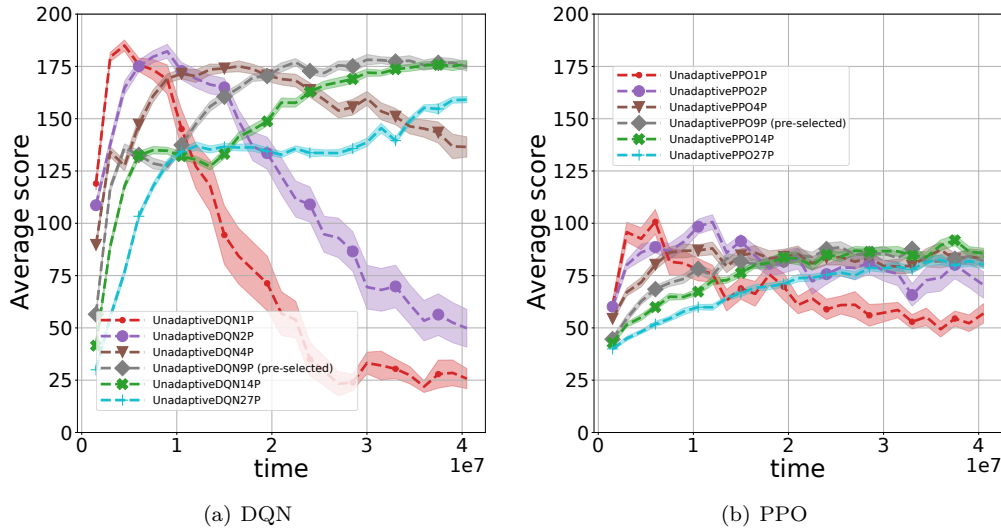 200
175
150
125
100
75
50
25
0
Average score
UnadaptiveDQN1P
UnadaptiveDQN2P
UnadaptiveDQN4P
UnadaptiveDQN9P (pre-selected)
UnadaptiveDQN14P
UnadaptiveDQN27P
0 1 2 3 4
1e7
time
(a) DQN
200
175
150
125
100
75
50
25
0
Average score
UnadaptivePPO1P
UnadaptivePPO2P
UnadaptivePPO4P
UnadaptivePPO9P (pre-selected)
UnadaptivePPO14P
UnadaptivePPO27P
0 1 2 3 4
1e7
time
(b) PPO